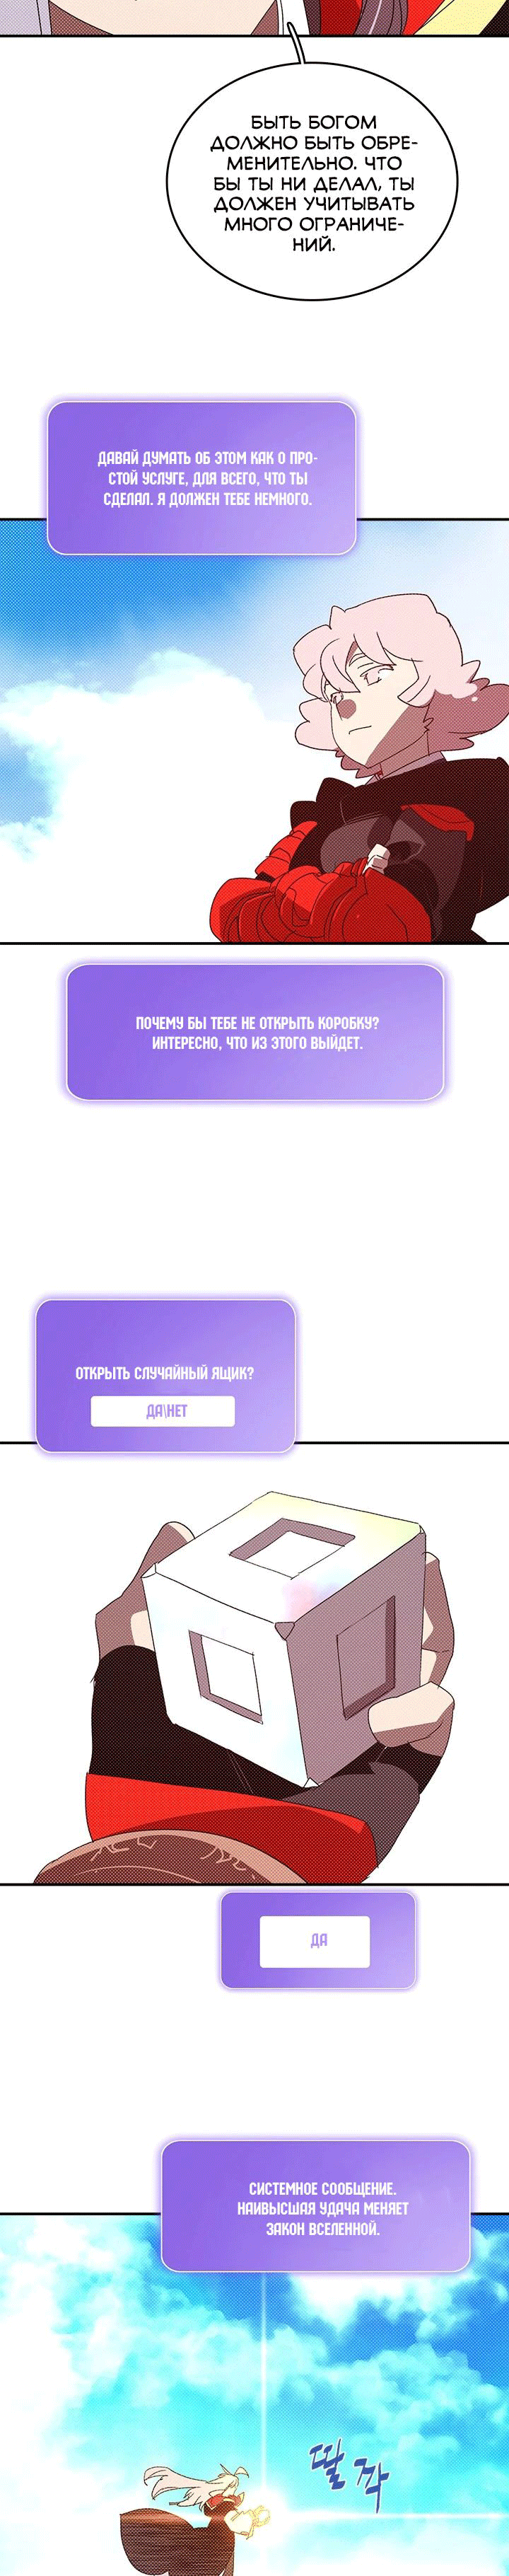 БЫТЬ БОГОМ
ДОЛЖНО БЫТЬ ОБРЕ-
МЕНИТЕЛЬНО. ЧТО
БЫ ТЫ НИ ДЕЛАЛ, ТЫ
ДОЛЖЕН УЧИТЫВАТЬ
МНОГО ОГРАНИЧЕ-
НИЙ.
ДАВАЙ ДУМАТЬ ОБ ЭТОМ КАК О ПРО-
СТОЙ УСЛУГЕ, ДЛЯ ВСЕГО, ЧТО ТЫ
СДЕЛАЛ. Я ДОЛЖЕН ТЕБЕ НЕМНОГО.
ПОЧЕМУ БЫ ТЕБЕ НЕ ОТКРЫТЬ КОРОБКУ?
ИНТЕРЕСНО, ЧТО ИЗ ЭТОГО ВЫЙДЕТ.
ОТКРЫТЬ СЛУЧАЙНЫЙ ЯЩИК?
ДА\НЕТ
ДА
СИСТЕМНОЕ СООБЩЕНИЕ.
НАИВЫСШАЯ УДАЧА МЕНЯЕТ
ЗАКОН ВСЕЛЕННОЙ.
딸깍